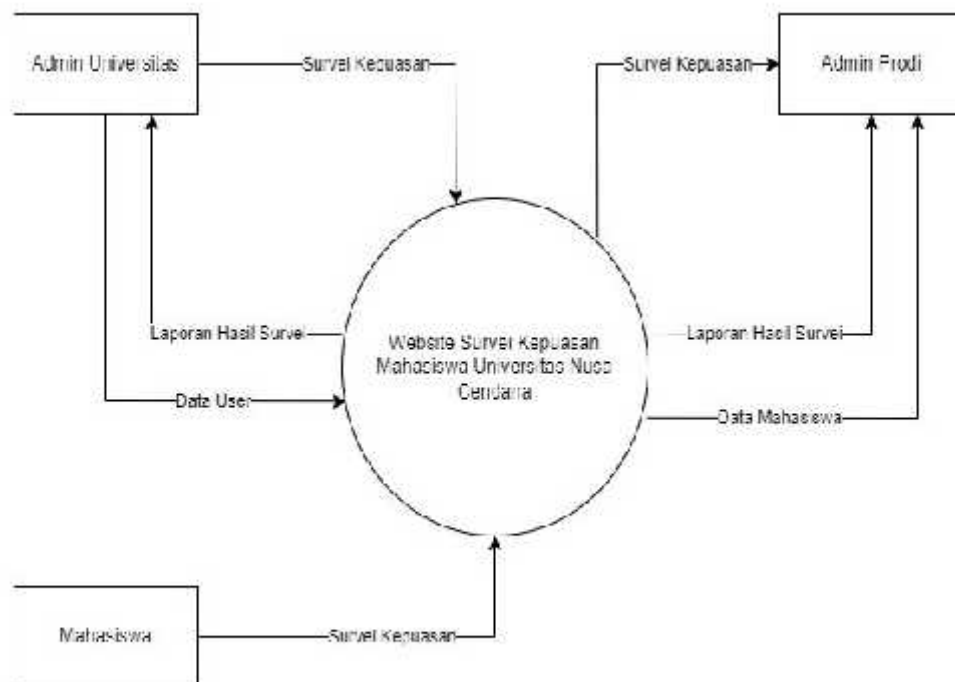 Admin Universitas
Survei Kepuasan
Survei Kepuasan
Admin Prodi
Laporan Hasil Survei
Website Survei Kepuasan
Mahasiswa Universitas Nusa
Cendana
Laporan Hasil Survei
Data User
Data Mahasiswa
Mahasiswa
Survei Kepuasan